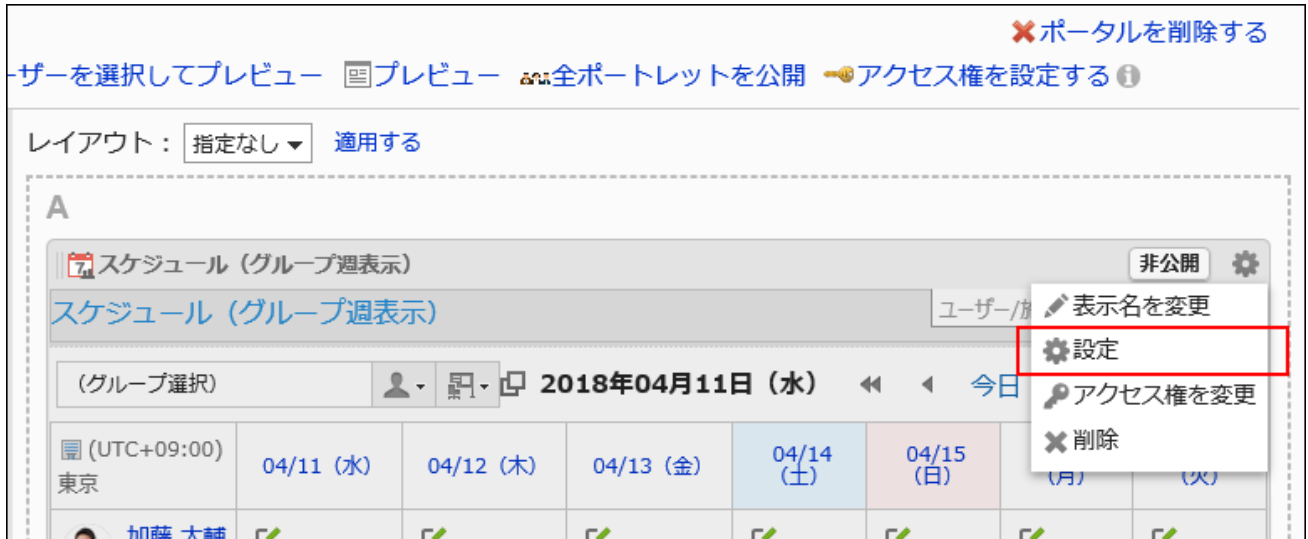 ポータルを削除する
ーザーを選択してプレビュー プレビュー 全ポートレットを公開 アクセス権を設定する
レイアウト： 指定なし 適用する
A
スケジュール（グループ週表示） 非公開
スケジュール（グループ週表示） ユーザー/施
表示名を変更
設定
アクセス権を変更
削除
（グループ選択） 2018年04月11日（水） 今日
(UTC+09:00)
東京
04/11（水） 04/12（木） 04/13（金） 04/14
（土） 04/15
（日）
（月） （火）
加藤 大輔